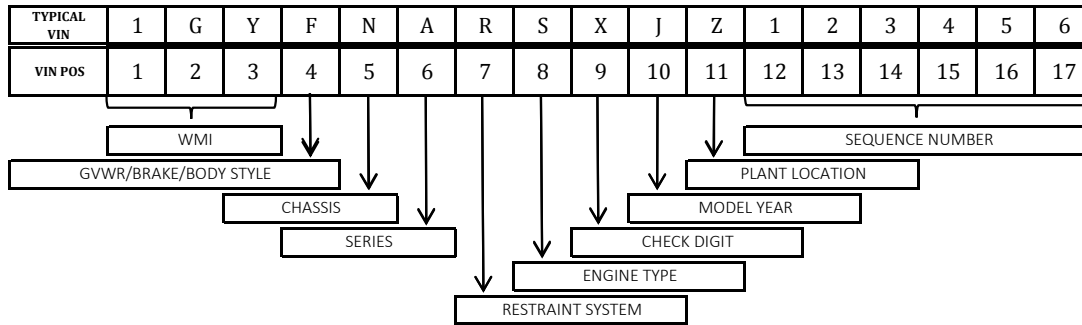 TYPICAL VIN 1 G Y F N A R S X J Z 1 2 3 4 5 6
VIN POS 1 2 3 4 5 6 7 8 9 10 11 12 13 14 15 16 17
WMI SEQUENCE NUMBER
GVWR/BRAKE/BODY STYLE PLANT LOCATION
CHASSIS MODEL YEAR
SERIES CHECK DIGIT
ENGINE TYPE
RESTRAINT SYSTEM